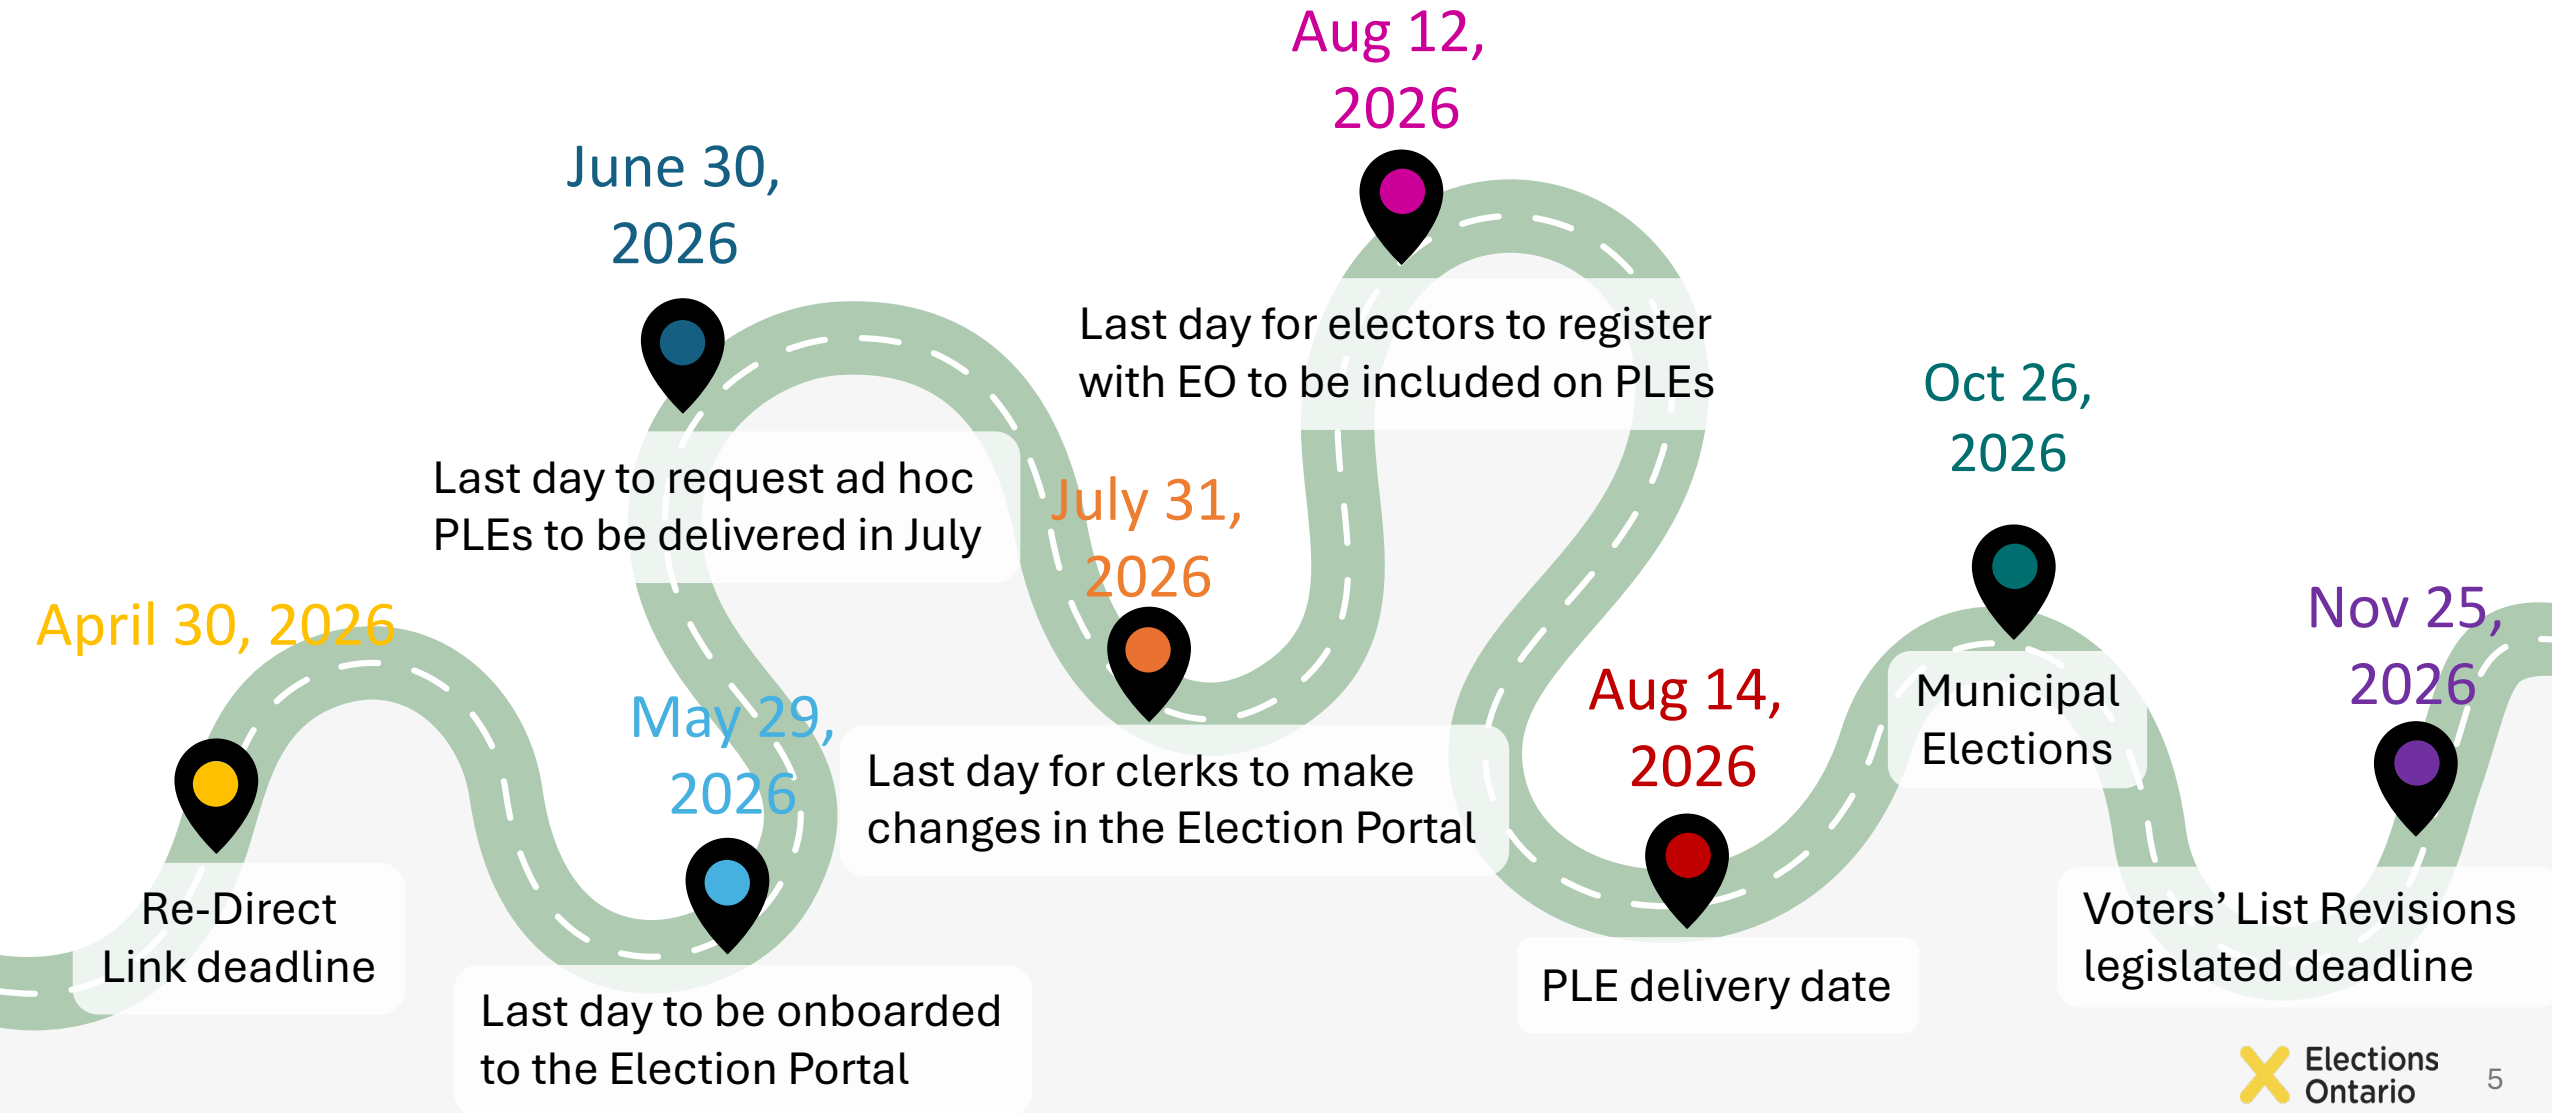 April 30, 2026
Re-Direct
Link deadline
May 29,
2026
Last day to be onboarded
to the Election Portal
June 30,
2026
Last day to request ad hoc
PLEs to be delivered in July
July 31,
2026
Last day for clerks to make
changes in the Election Portal
Aug 12,
2026
Last day for electors to register
with EO to be included on PLEs
Aug 14,
2026
PLE delivery date
Oct 26,
2026
Municipal
Elections
Nov 25,
2026
Voters’ List Revisions
legislated deadline
Elections
Ontario
5